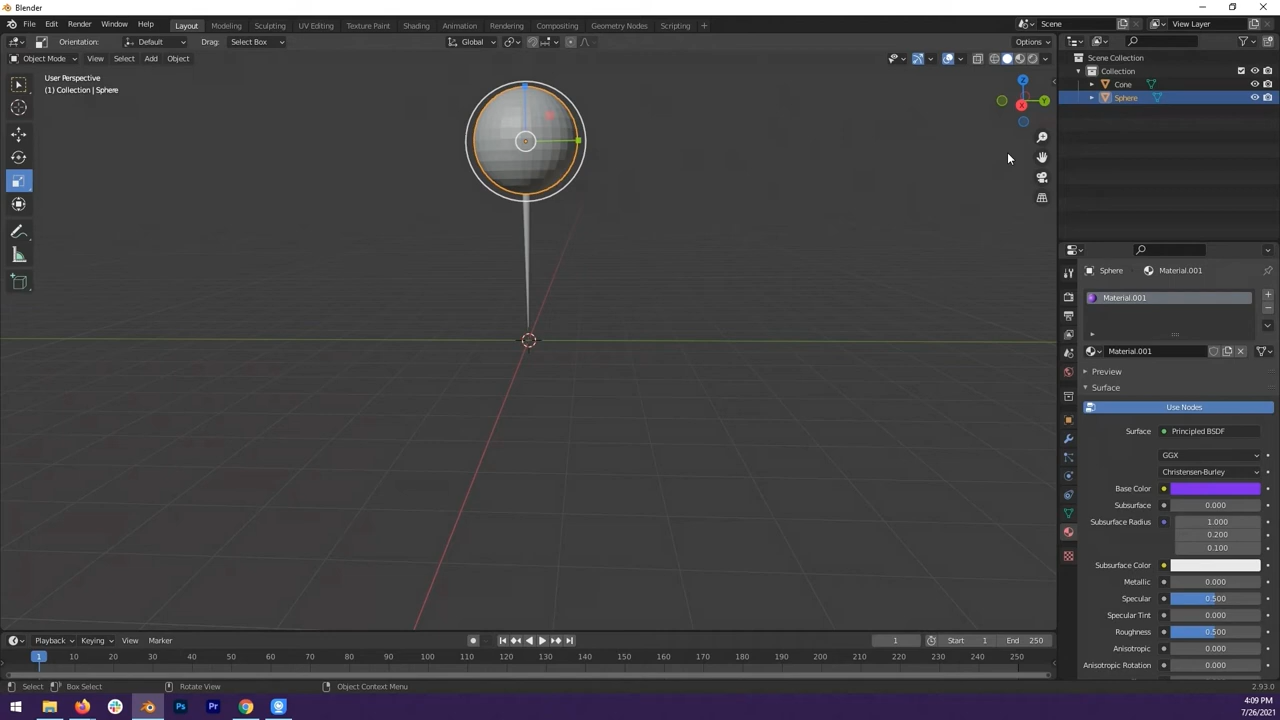 Blender
File Edit Render Window Help Layout Modeling Sculpting UV Editing Texture Paint Shading Animation Rendering Compositing Geometry Nodes Scripting + Scene View Layer
Orientation: Default Drag: Select Box Global Options
Object Mode View Select Add Object
Scene Collection
Collection
Cone
Sphere
User Perspective
(1) Collection | Sphere
Z
Y
X
Sphere Material.001
Material.001
Material.001
Preview
Surface
Use Nodes
Surface Principled BSDF
GGX
Christensen-Burley
Base Color
Subsurface 0.000
Subsurface Radius 1.000
0.200
0.100
Subsurface Color
Metallic 0.000
Specular 0.500
Specular Tint 0.000
Roughness 0.500
Anisotropic 0.000
Anisotropic Rotation 0.000
Playback Keying View Marker 1 Start 1 End 250
1 10 20 30 40 50 60 70 80 90 100 110 120 130 140 150 160 170 180 190 200 210 220 230 240 250
Select Box Select Rotate View Object Context Menu 2.93.0
Ps Pr
4:09 PM
7/26/2021